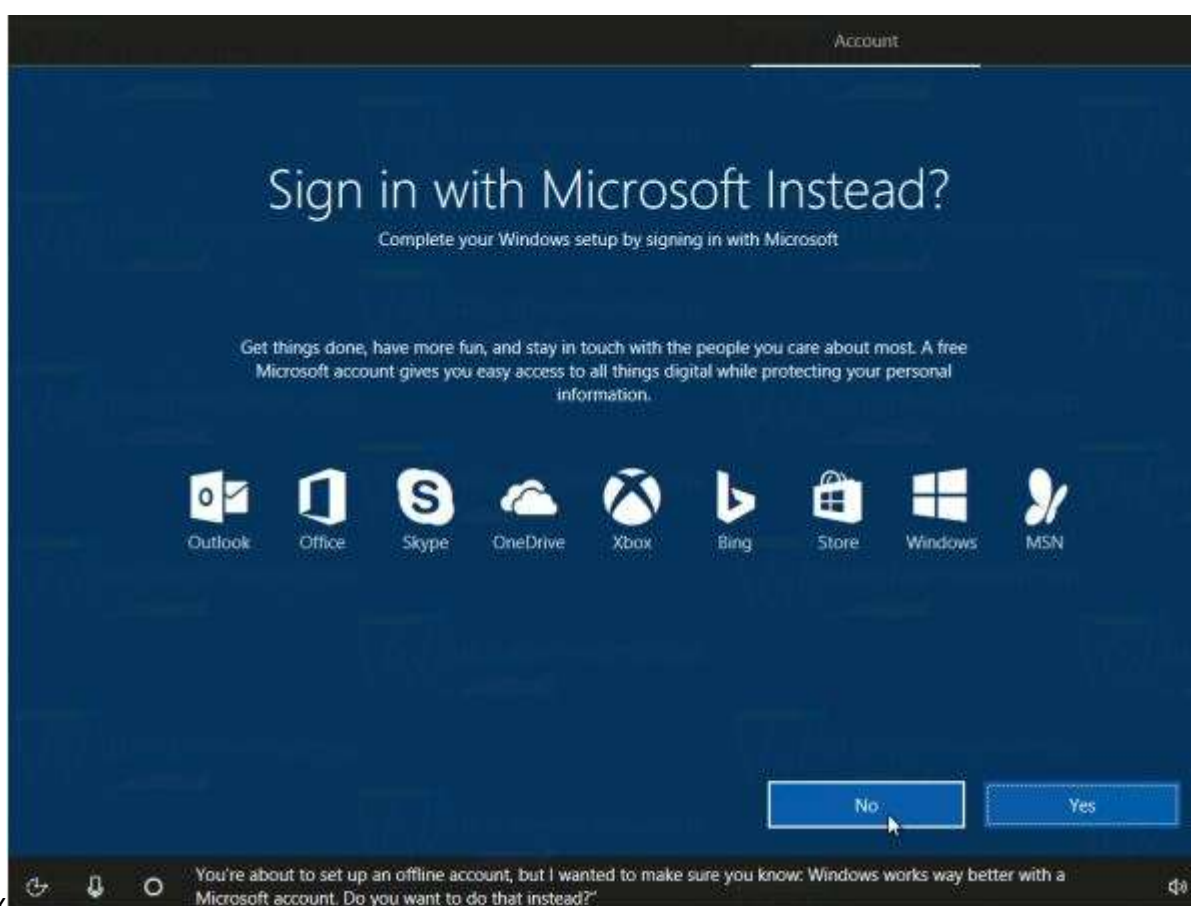 Account
Sign in with Microsoft Instead?
Complete your Windows setup by signing in with Microsoft
Get things done, have more fun, and stay in touch with the people you care about most. A free
Microsoft account gives you easy access to all things digital while protecting your personal
information.
Outlook Office Skype OneDrive Xbox Bing Store Windows MSN
No Yes
You're about to set up an offline account, but I wanted to make sure you know: Windows works way better with a
Microsoft account. Do you want to do that instead?"